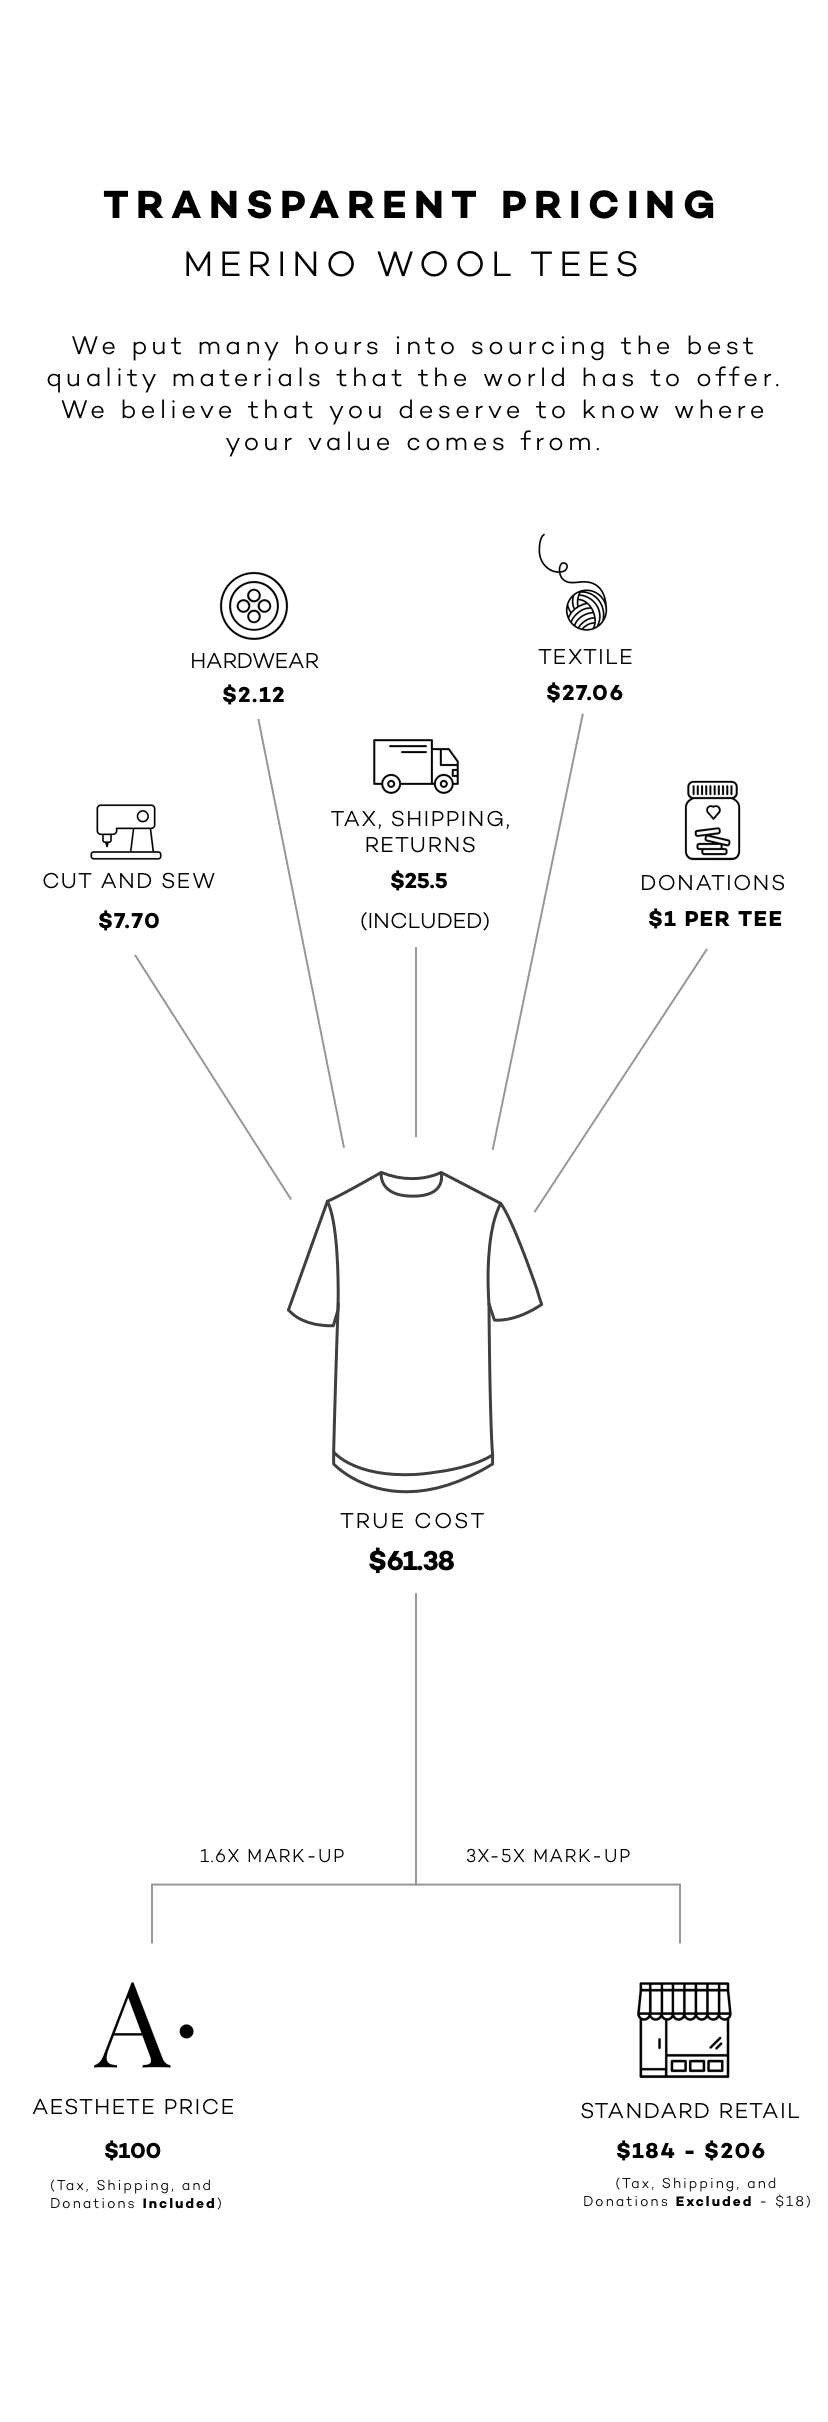 TRANSPARENT PRICING
MERINO WOOL TEES
We put many hours into sourcing the best
quality materials that the world has to offer.
We believe that you deserve to know where
your value comes from.
HARDWEAR
$2.12
TEXTILE
$27.06
CUT AND SEW
$7.70
TAX, SHIPPING,
RETURNS
$25.5
(INCLUDED)
DONATIONS
$1 PER TEE
TRUE COST
$61.38
1.6X MARK-UP
3X-5X MARK-UP
A.
AESTHETE PRICE
$100
(Tax, Shipping, and
Donations Included)
STANDARD RETAIL
$184 - $206
(Tax, Shipping, and
Donations Excluded - $18)